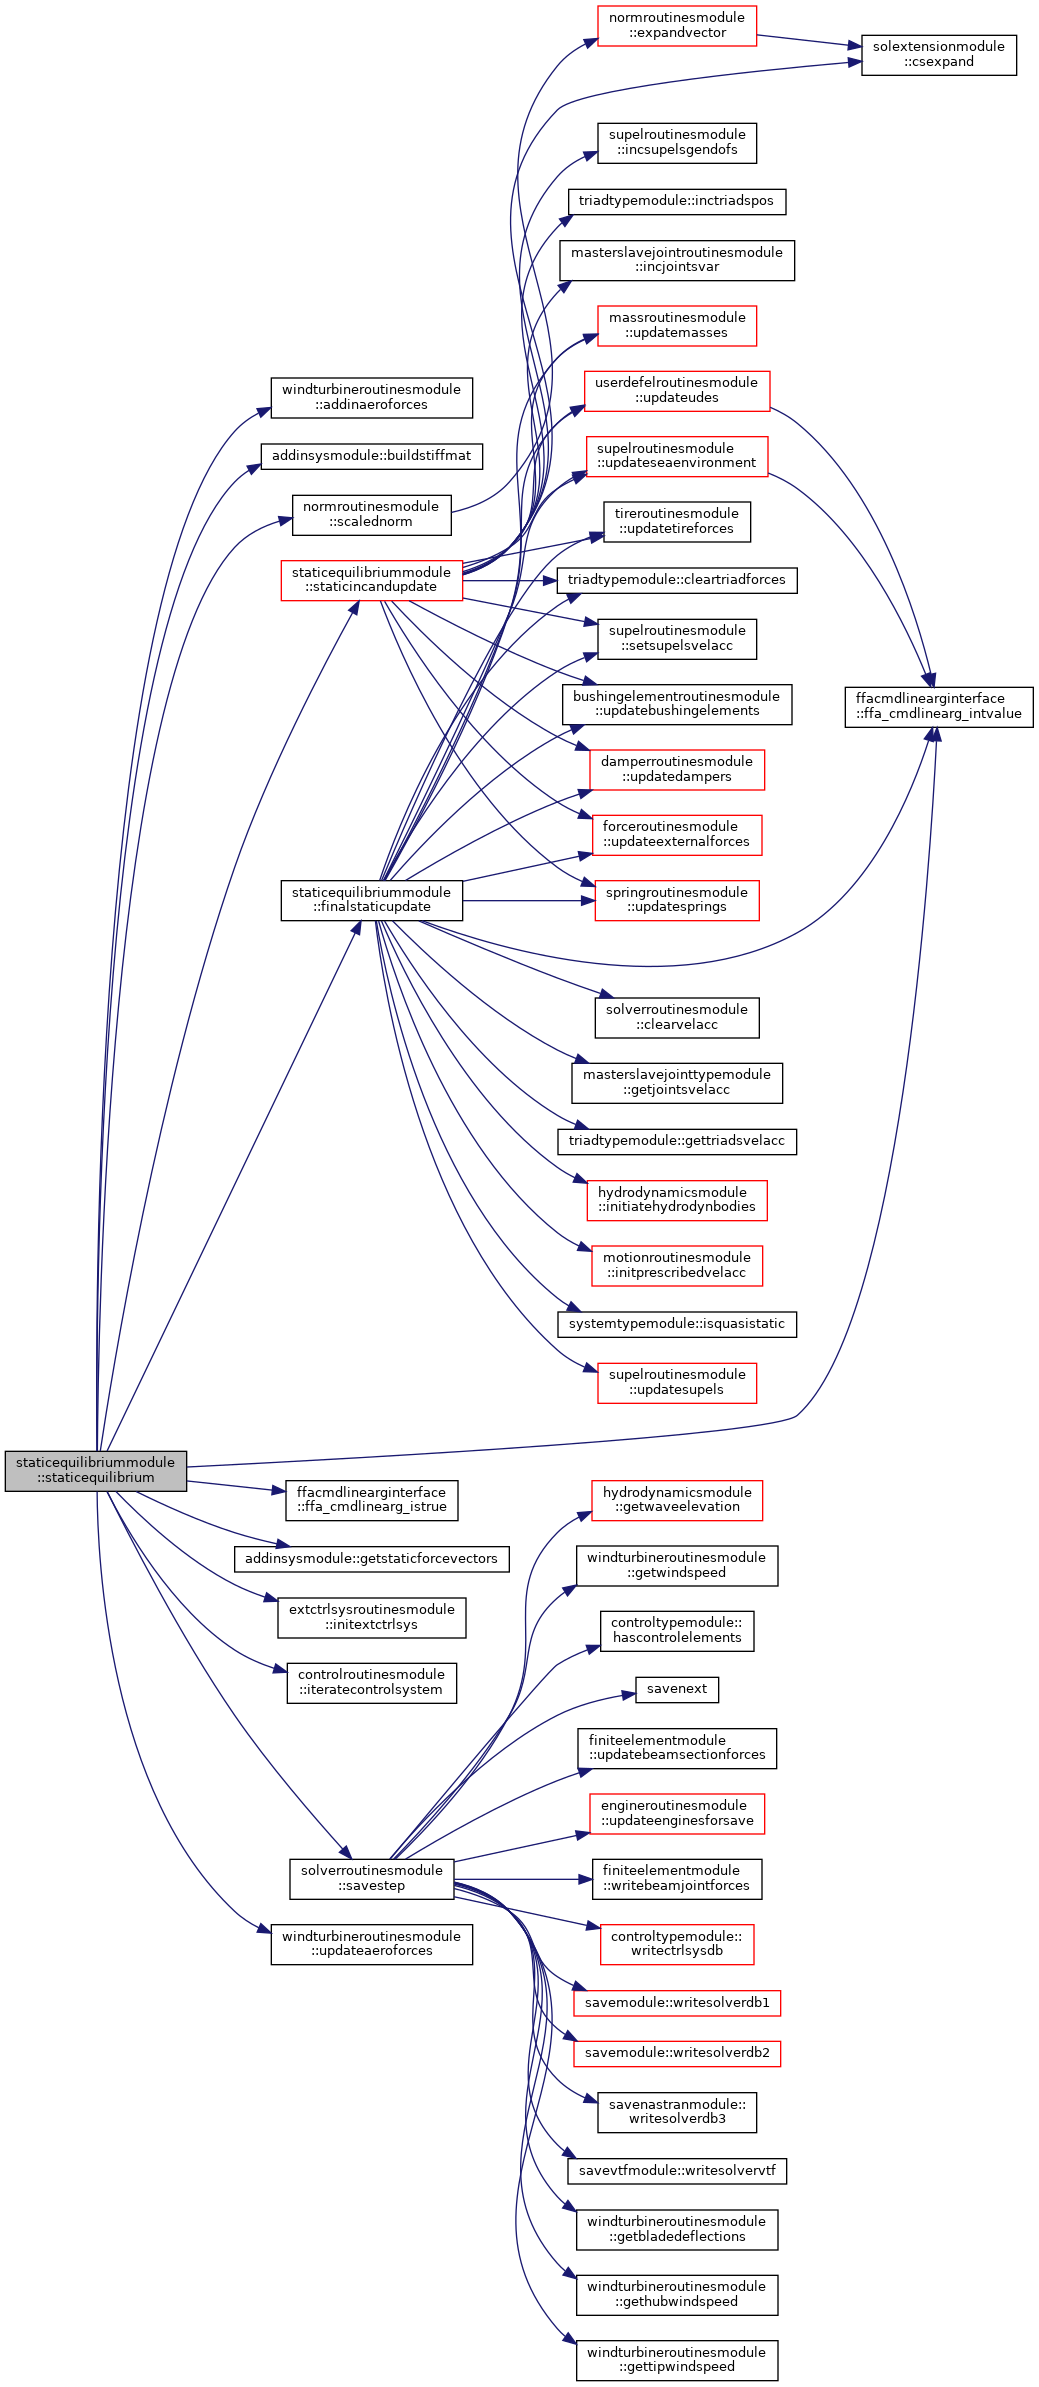 normroutinesmodule
::expandvector
solextensionmodule
::csexpand
supelroutinesmodule
::incsupelsgendofs
triadtypemodule::inctriadspos
masterslavejointroutinesmodule
::incjointsvar
massroutinesmodule
::updatemasses
windturbineroutinesmodule
::addinaeroforces
userdefelroutinesmodule
::updateudes
addinsysmodule::buildstiffmat
supelroutinesmodule
::updateseaenvironment
normroutinesmodule
::scalednorm
tireroutinesmodule
::updatetireforces
staticequilibriummodule
::staticincandupdate
triadtypemodule::cleartriadforces
supelroutinesmodule
::setsupelsvelacc
bushingelementroutinesmodule
::updatebushingelements
ffacmdlinearginterface
::ffa_cmdlinearg_intvalue
damperroutinesmodule
::updatedampers
forceroutinesmodule
::updateexternalforces
staticequilibriummodule
::finalstaticupdate
springroutinesmodule
::updatesprings
solverroutinesmodule
::clearvelacc
masterslavejointtypemodule
::getjointsvelacc
triadtypemodule::gettriadsvelacc
hydrodynamicsmodule
::initiatehydrodynbodies
motionroutinesmodule
::initprescribedvelacc
systemtypemodule::isquasistatic
supelroutinesmodule
::updatesupels
staticequilibriummodule
::staticequilibrium
ffacmdlinearginterface
::ffa_cmdlinearg_istrue
hydrodynamicsmodule
::getwaveelevation
addinsysmodule::getstaticforcevectors
windturbineroutinesmodule
::getwindspeed
extctrlsysroutinesmodule
::initextctrlsys
controltypemodule::
hascontrolelements
controlroutinesmodule
::iteratecontrolsystem
savenext
finiteelementmodule
::updatebeamsectionforces
engineroutinesmodule
::updateenginesforsave
solverroutinesmodule
::savestep
finiteelementmodule
::writebeamjointforces
windturbineroutinesmodule
::updateaeroforces
controltypemodule::
writectrlsysdb
savemodule::writesolverdb1
savemodule::writesolverdb2
savenastranmodule::
writesolverdb3
savevtfmodule::writesolvervtf
windturbineroutinesmodule
::getbladedeflections
windturbineroutinesmodule
::gethubwindspeed
windturbineroutinesmodule
::gettipwindspeed